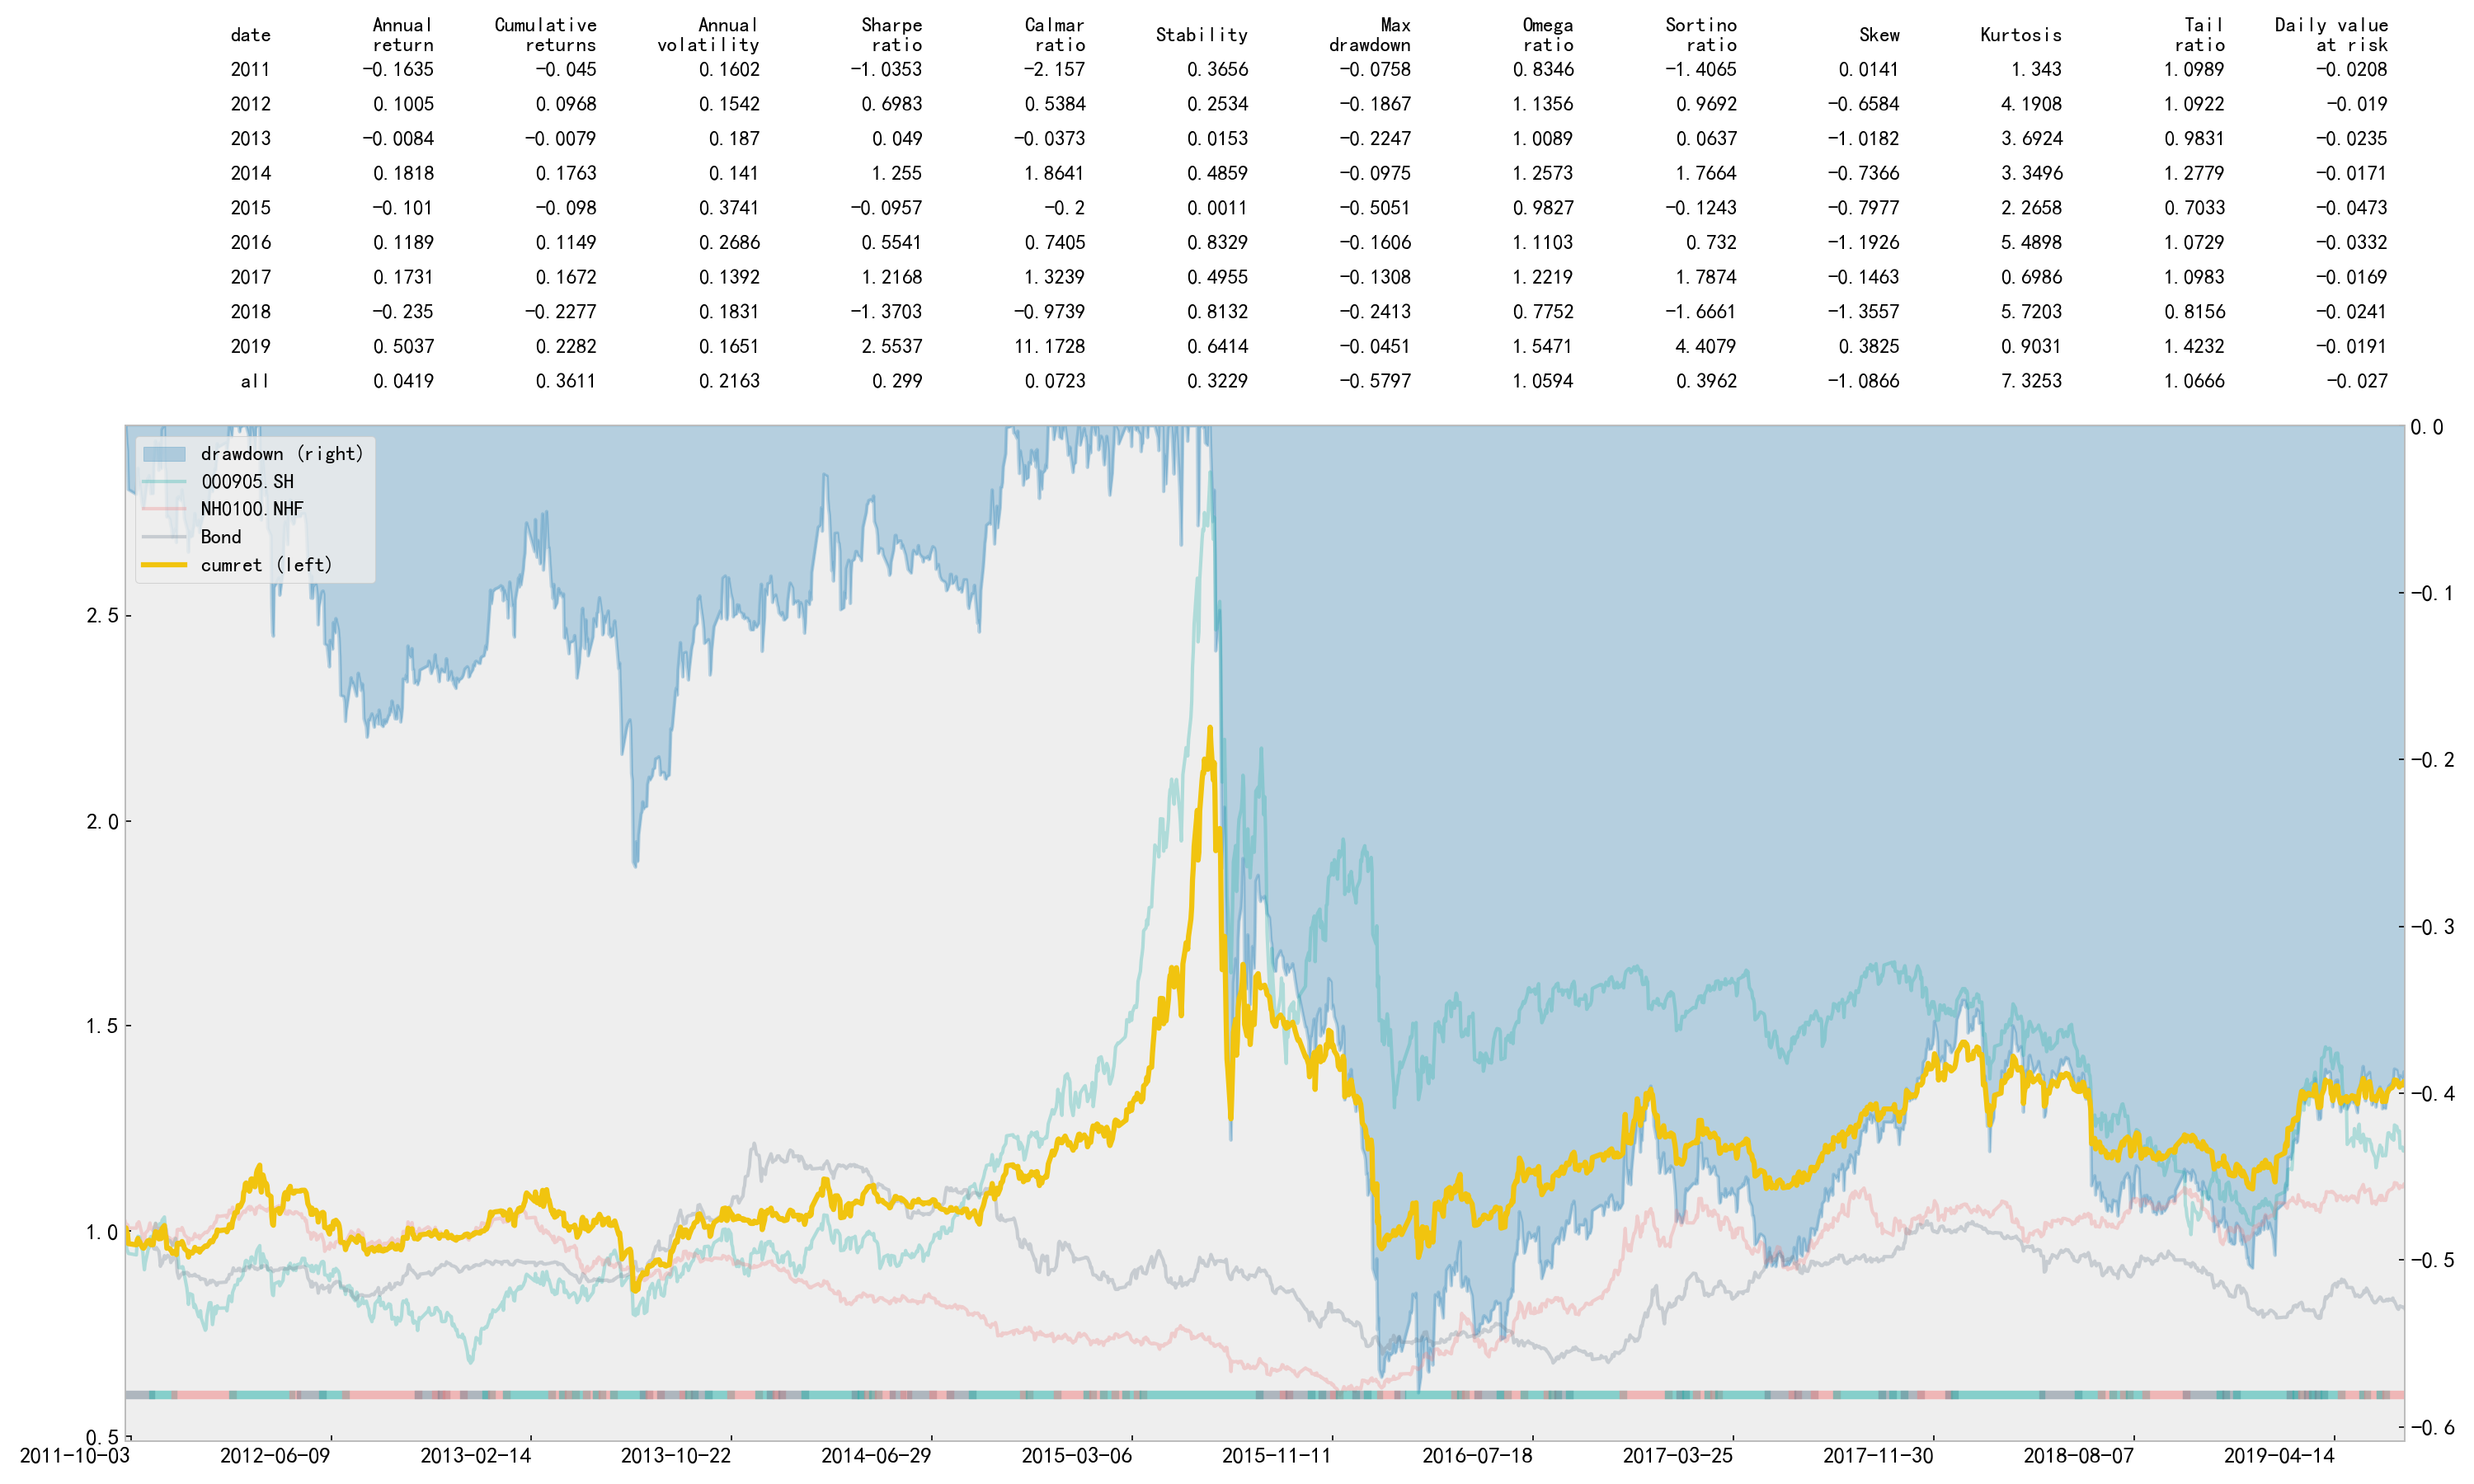 date Annual return Cumulative returns Annual volatility Sharpe ratio Calmar ratio Stability Max drawdown Omega ratio Sortino ratio Skew Kurtosis Tail ratio Daily value at risk
2011 -0.1635 -0.045 0.1602 -1.0353 -2.157 0.3656 -0.0758 0.8346 -1.4065 0.0141 1.343 1.0989 -0.0208
2012 0.1005 0.0968 0.1542 0.6983 0.5384 0.2534 -0.1867 1.1356 0.9692 -0.6584 4.1908 1.0922 -0.019
2013 -0.0084 -0.0079 0.187 0.049 -0.0373 0.0153 -0.2247 1.0089 0.0637 -1.0182 3.6924 0.9831 -0.0235
2014 0.1818 0.1763 0.141 1.255 1.8641 0.4859 -0.0975 1.2573 1.7664 -0.7366 3.3496 1.2779 -0.0171
2015 -0.101 -0.098 0.3741 -0.0957 -0.2 0.0011 -0.5051 0.9827 -0.1243 -0.7977 2.2658 0.7033 -0.0473
2016 0.1189 0.1149 0.2686 0.5541 0.7405 0.8329 -0.1606 1.1103 0.732 -1.1926 5.4898 1.0729 -0.0332
2017 0.1731 0.1672 0.1392 1.2168 1.3239 0.4955 -0.1308 1.2219 1.7874 -0.1463 0.6986 1.0983 -0.0169
2018 -0.235 -0.2277 0.1831 -1.3703 -0.9739 0.8132 -0.2413 0.7752 -1.6661 -1.3557 5.7203 0.8156 -0.0241
2019 0.5037 0.2282 0.1651 2.5537 11.1728 0.6414 -0.0451 1.5471 4.4079 0.3825 0.9031 1.4232 -0.0191
all 0.0419 0.3611 0.2163 0.299 0.0723 0.3229 -0.5797 1.0594 0.3962 -1.0866 7.3253 1.0666 -0.027
drawdown (right)
000905.SH
NH0100.NHF
Bond
cumret (left)
2.5
2.0
1.5
1.0
0.5
0.0
-0.1
-0.2
-0.3
-0.4
-0.5
-0.6
2011-10-03 2012-06-09 2013-02-14 2013-10-22 2014-06-29 2015-03-06 2015-11-11 2016-07-18 2017-03-25 2017-11-30 2018-08-07 2019-04-14